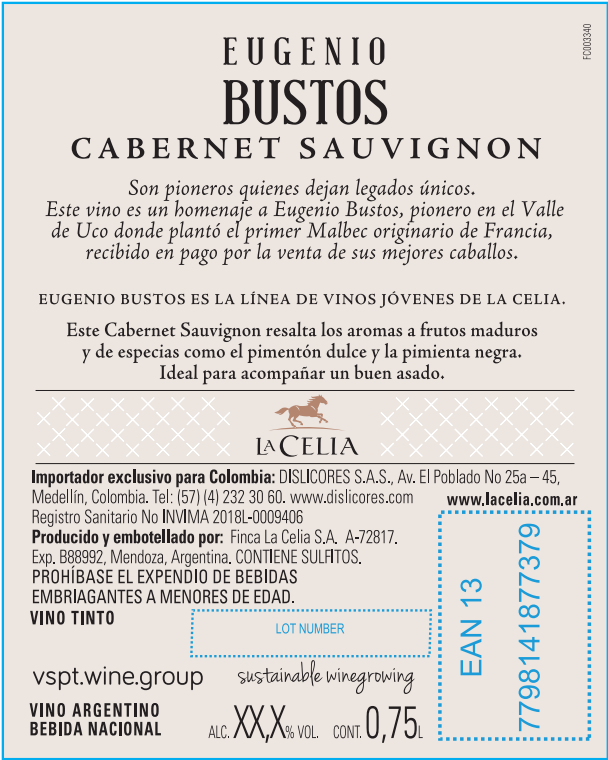 FC003340
EUGENIO
BUSTOS
CABERNET SAUVIGNON
Son pioneros quienes dejan legados únicos.
Este vino es un homenaje a Eugenio Bustos, pionero en el Valle
de Uco donde plantó el primer Malbec originario de Francia,
recibido en pago por la venta de sus mejores caballos.
EUGENIO BUSTOS ES LA LÍNEA DE VINOS JÓVENES DE LA CELIA.
Este Cabernet Sauvignon resalta los aromas a frutos maduros
y de especias como el pimentón dulce y la pimienta negra.
Ideal para acompañar un buen asado.
LA CELIA
Importador exclusivo para Colombia: DISLICORES S.A.S., Av. El Poblado No 25a – 45,
Medellín, Colombia. Tel: (57) (4) 232 30 60. www.dislicores.com
www.lacelia.com.ar
Registro Sanitario No INVIMA 2018L-0009406
Producido y embotellado por: Finca La Celia S.A. A-72817.
Exp. B88992, Mendoza, Argentina. CONTIENE SULFITOS.
PROHÍBASE EL EXPENDIO DE BEBIDAS
EMBRIAGANTES A MENORES DE EDAD.
VINO TINTO
LOT NUMBER
EAN 13
7798141877379
vspt.wine.group
sustainable winegrowing
VINO ARGENTINO
BEBIDA NACIONAL
ALC. XX,X% VOL. CONT. 0,75L